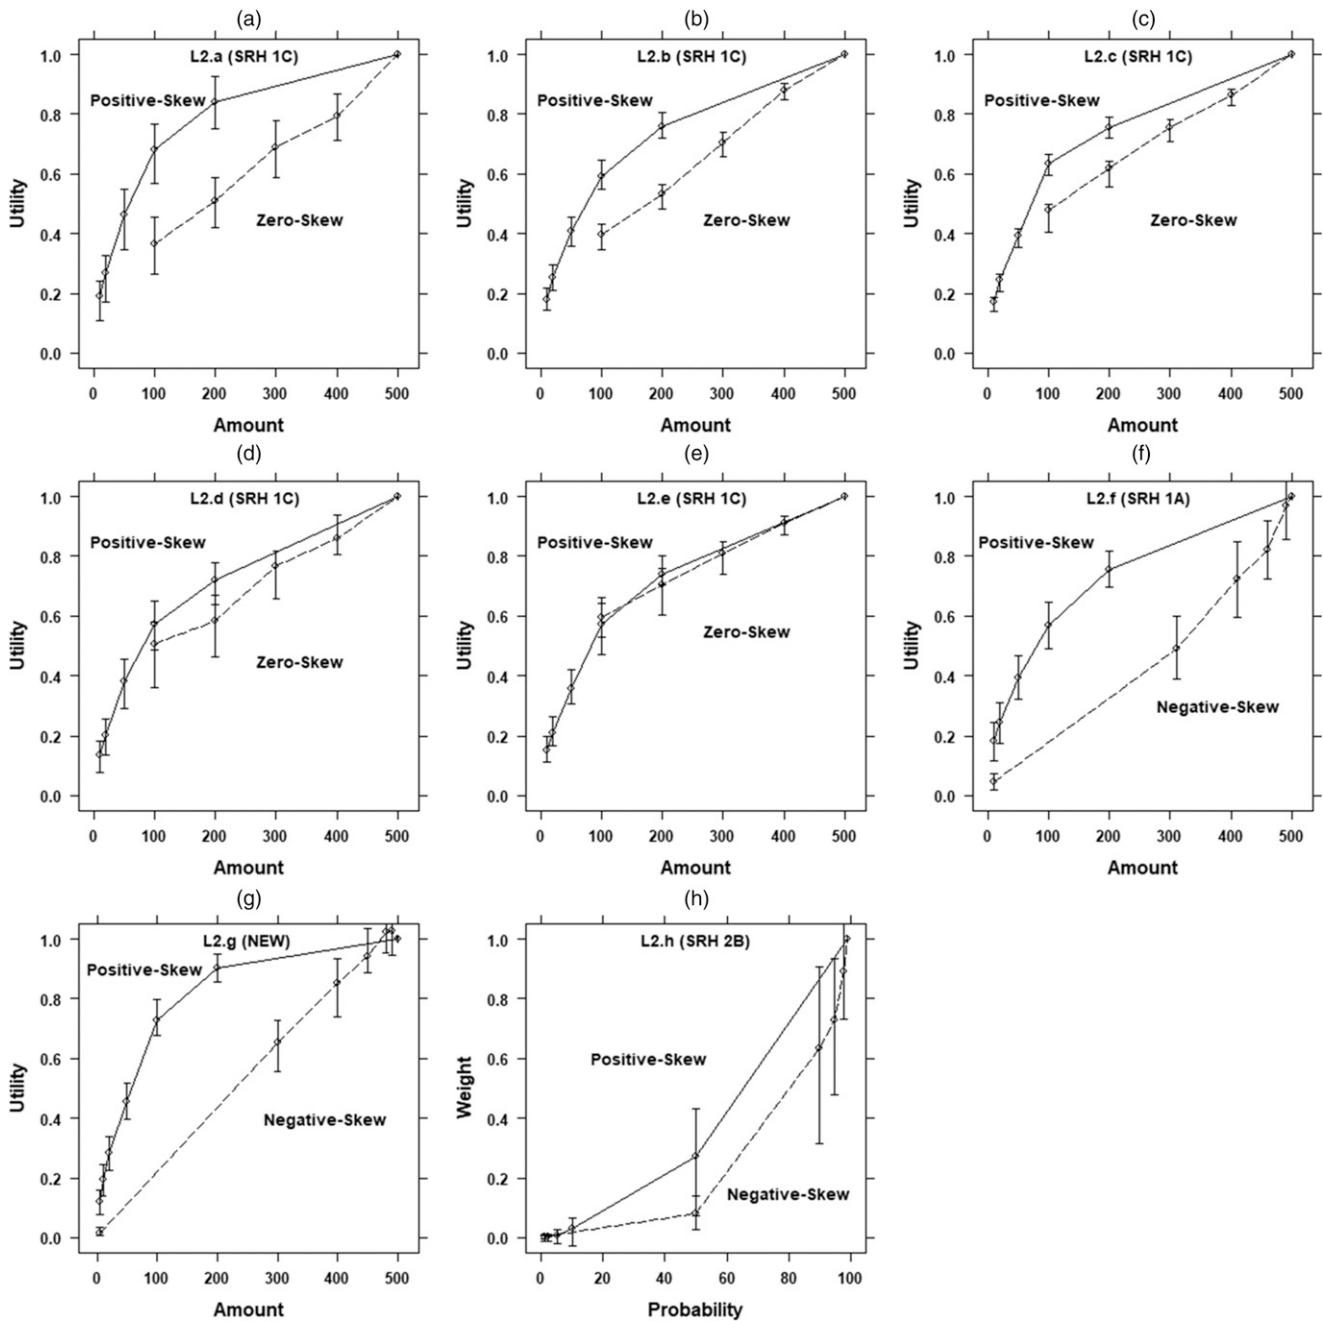 (a)
L2.a (SRH 1C)
Positive-Skew
Zero-Skew
Utility
1.0
0.8
0.6
0.4
0.2
0.0
0 100 200 300 400 500
Amount
(b)
L2.b (SRH 1C)
Positive-Skew
Zero-Skew
Utility
1.0
0.8
0.6
0.4
0.2
0.0
0 100 200 300 400 500
Amount
(c)
L2.c (SRH 1C)
Positive-Skew
Zero-Skew
Utility
1.0
0.8
0.6
0.4
0.2
0.0
0 100 200 300 400 500
Amount
(d)
L2.d (SRH 1C)
Positive-Skew
Zero-Skew
Utility
1.0
0.8
0.6
0.4
0.2
0.0
0 100 200 300 400 500
Amount
(e)
L2.e (SRH 1C)
Positive-Skew
Zero-Skew
Utility
1.0
0.8
0.6
0.4
0.2
0.0
0 100 200 300 400 500
Amount
(f)
L2.f (SRH 1A)
Positive-Skew
Negative-Skew
Utility
1.0
0.8
0.6
0.4
0.2
0.0
0 100 200 300 400 500
Amount
(g)
L2.g (NEW)
Positive-Skew
Negative-Skew
Utility
1.0
0.8
0.6
0.4
0.2
0.0
0 100 200 300 400 500
Amount
(h)
L2.h (SRH 2B)
Positive-Skew
Negative-Skew
Weight
1.0
0.8
0.6
0.4
0.2
0.0
0 20 40 60 80 100
Probability